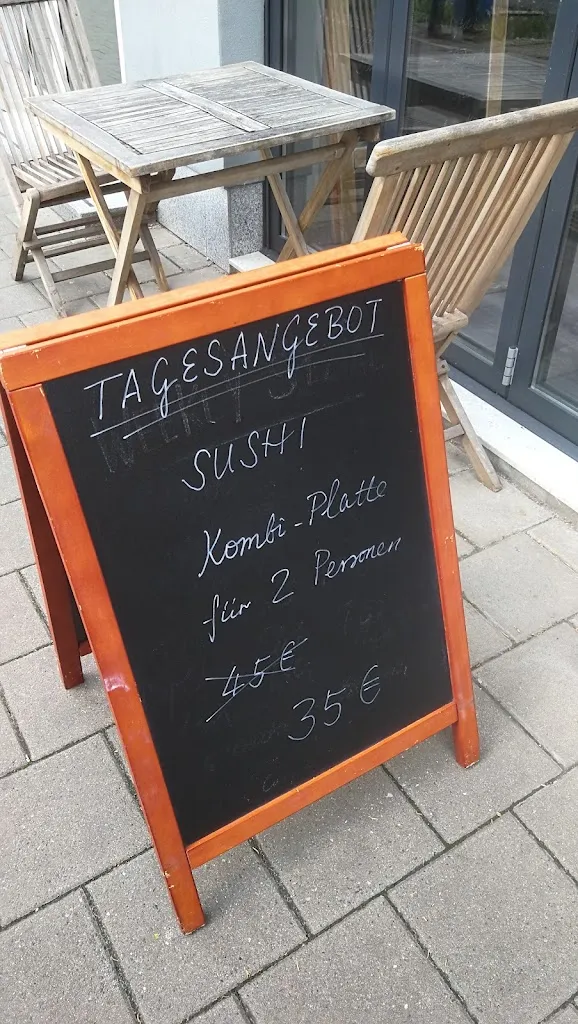 TAGESANGEBOT
SUSHI
Kombi-Platte
für 2 Personen
45€
35€